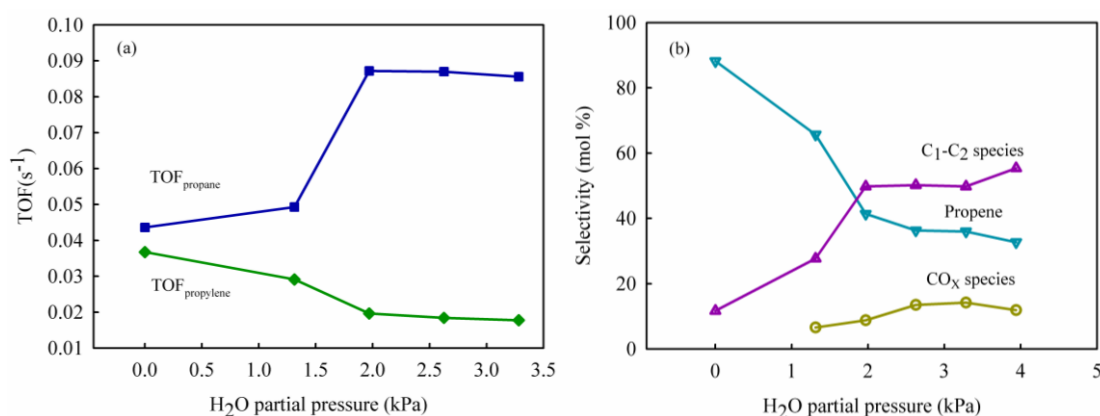 (a)
TOF(s-1)
0.10
0.09
0.08
0.07
0.06
0.05
0.04
0.03
0.02
0.01
TOFpropane
TOFpropylene
0.0 0.5 1.0 1.5 2.0 2.5 3.0 3.5
H2O partial pressure (kPa)
(b)
Selectivity (mol %)
100
80
60
40
20
0
C1-C2 species
Propene
COX species
0 1 2 3 4 5
H2O partial pressure (kPa)